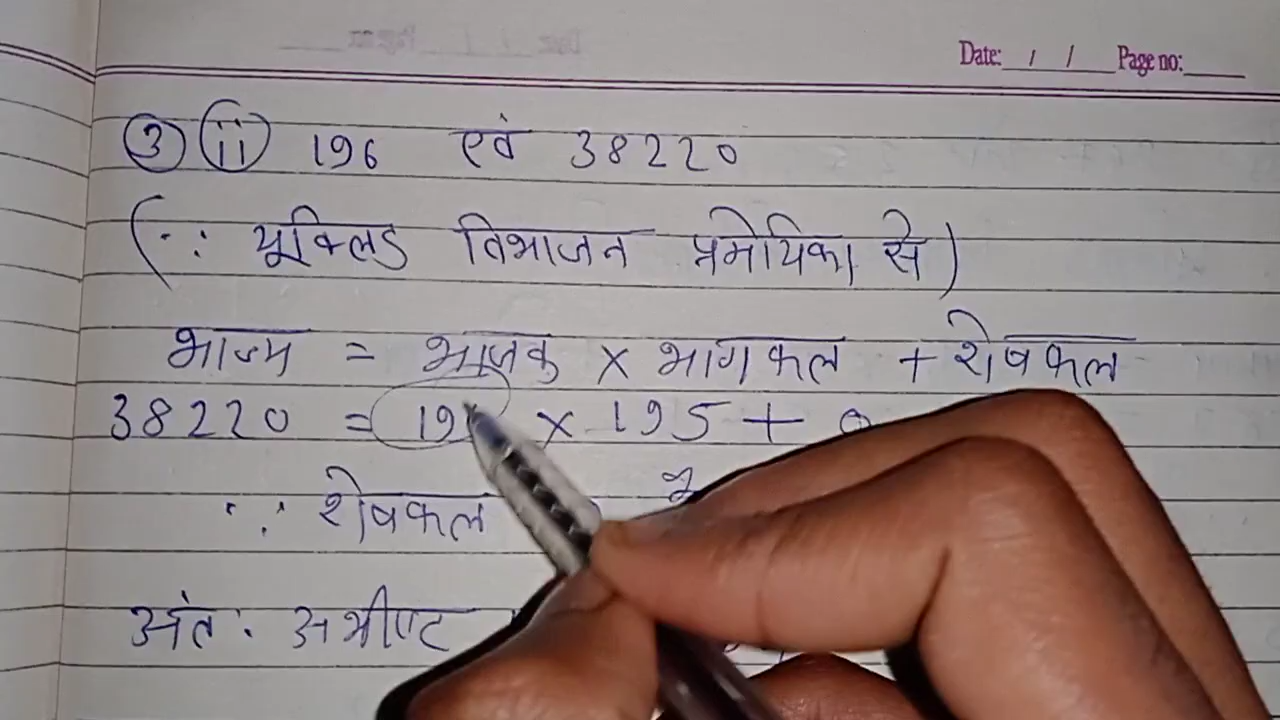 Date: / / Page no:
3 ii 196 एवं 38220
(∵ यूक्लिड विभाजन प्रमेयिका से)
भाज्य = भाजक × भागफल + शेषफल
38220 = 196 × 195 + 0
∵ शेषफल
अंत: अभीष्ट